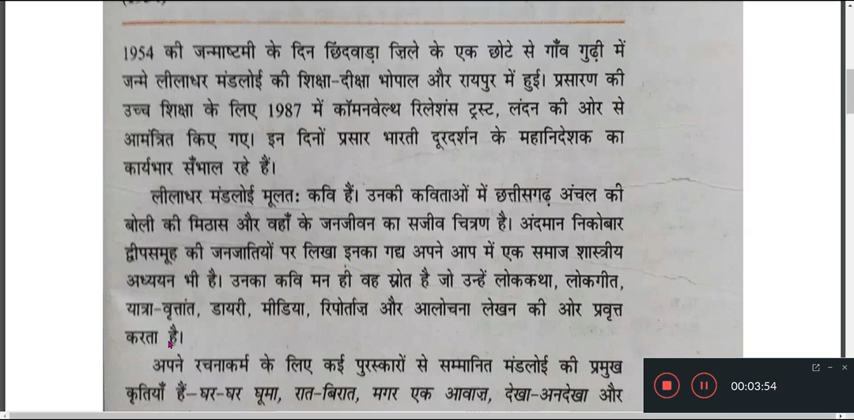 1954 की जन्माष्टमी के दिन छिंदवाड़ा ज़िले के एक छोटे से गाँव गुढ़ी में
जन्मे लीलाधर मंडलोई की शिक्षा-दीक्षा भोपाल और रायपुर में हुई। प्रसारण की
उच्च शिक्षा के लिए 1987 में कॉमनवेल्थ रिलेशंस ट्रस्ट, लंदन की ओर से
आमंत्रित किए गए। इन दिनों प्रसार भारती दूरदर्शन के महानिदेशक का
कार्यभार सँभाल रहे हैं।
लीलाधर मंडलोई मूलतः कवि हैं। उनकी कविताओं में छत्तीसगढ़ अंचल की
बोली की मिठास और वहाँ के जनजीवन का सजीव चित्रण है। अंदमान निकोबार
द्वीपसमूह की जनजातियों पर लिखा इनका गद्य अपने आप में एक समाज शास्त्रीय
अध्ययन भी है। उनका कवि मन ही वह स्रोत है जो उन्हें लोककथा, लोकगीत,
यात्रा-वृत्तांत, डायरी, मीडिया, रिपोर्ताज़ और आलोचना लेखन की ओर प्रवृत्त
करता है।
अपने रचनाकर्म के लिए कई पुरस्कारों से सम्मानित मंडलोई की प्रमुख
कृतियाँ हैं-घर-घर घूमा, रात-बिरात, मगर एक आवाज़, देखा-अनदेखा और
00:03:54